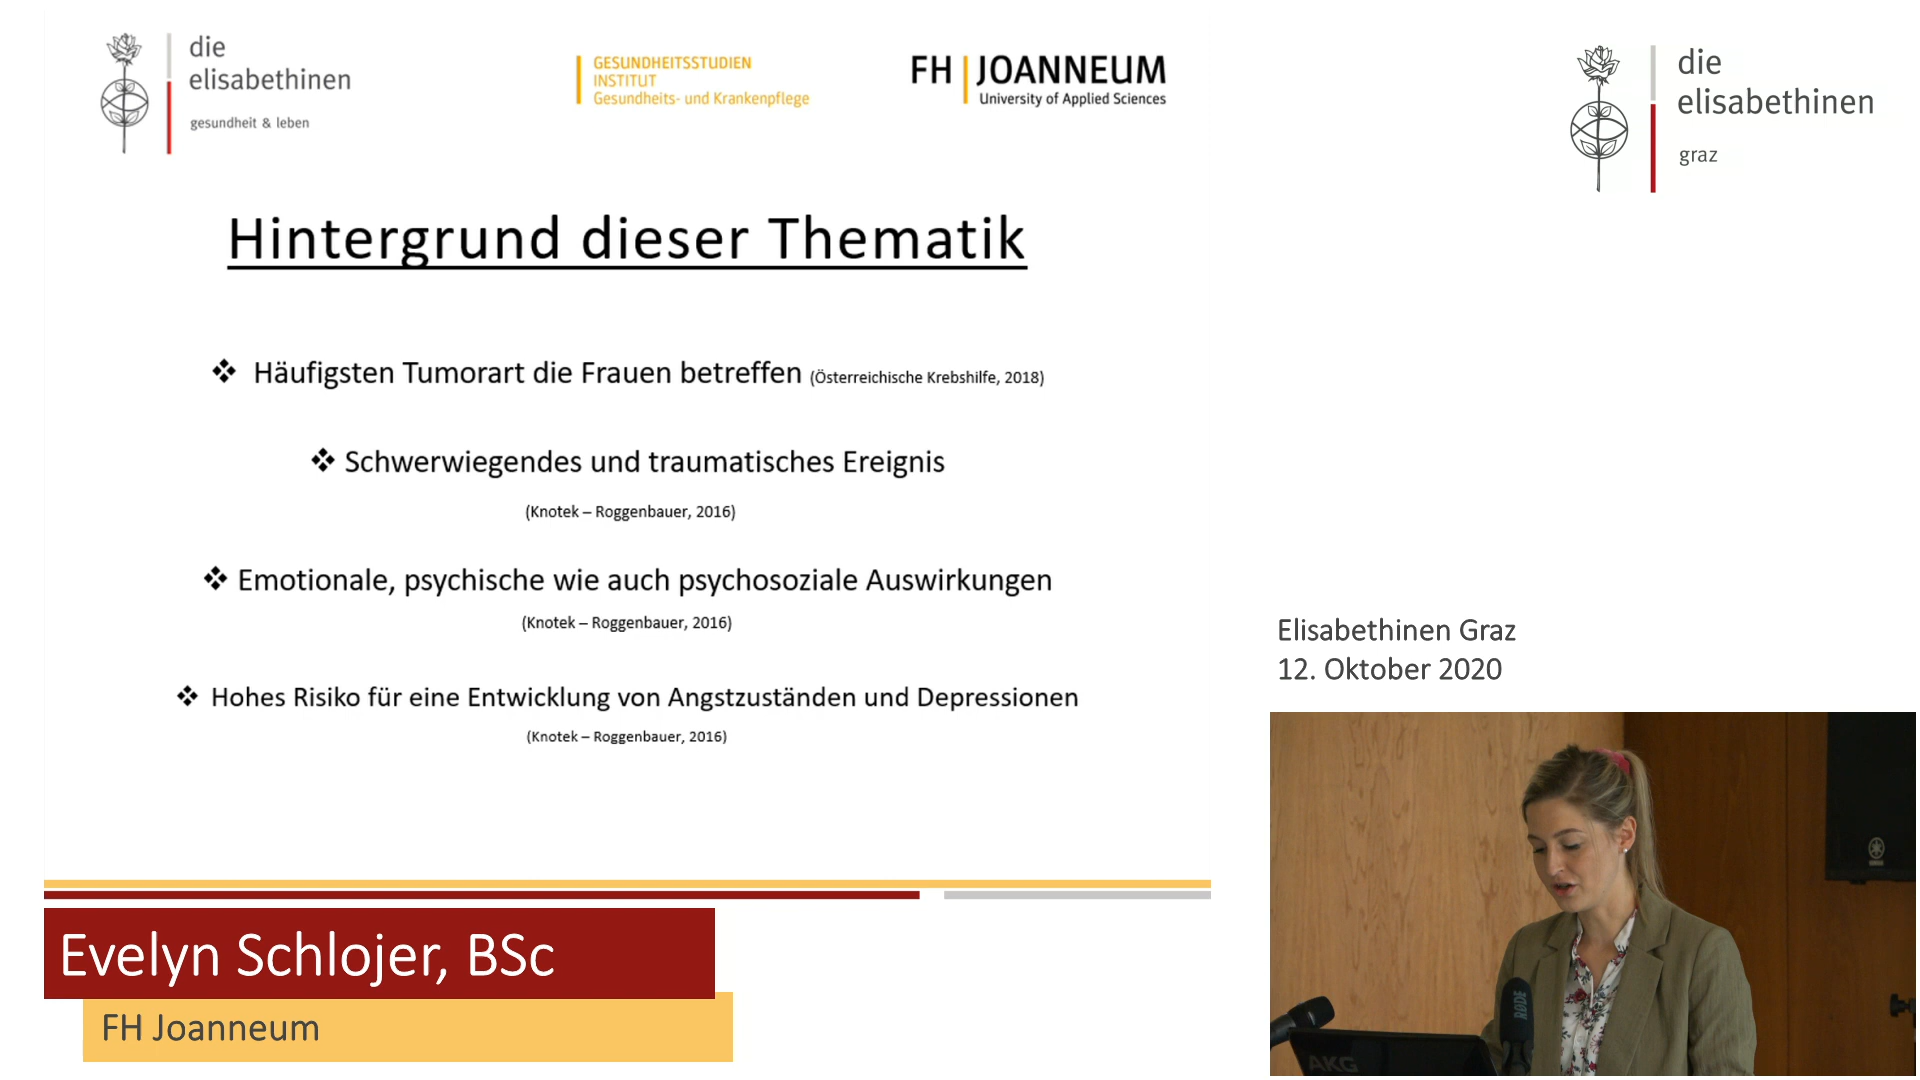 die
elisabethinen
gesundheit & leben
GESUNDHEITSSTUDIEN
INSTITUT
Gesundheits- und Krankenpflege
FH JOANNEUM
University of Applied Sciences
die
elisabethinen
graz
Hintergrund dieser Thematik
❖ Häufigsten Tumorart die Frauen betreffen (Österreichische Krebshilfe, 2018)
❖ Schwerwiegendes und traumatisches Ereignis
(Knotek – Roggenbauer, 2016)
❖ Emotionale, psychische wie auch psychosoziale Auswirkungen
(Knotek – Roggenbauer, 2016)
❖ Hohes Risiko für eine Entwicklung von Angstzuständen und Depressionen
(Knotek – Roggenbauer, 2016)
Elisabethinen Graz
12. Oktober 2020
Evelyn Schlojer, BSc
FH Joanneum
RØDE
AKG